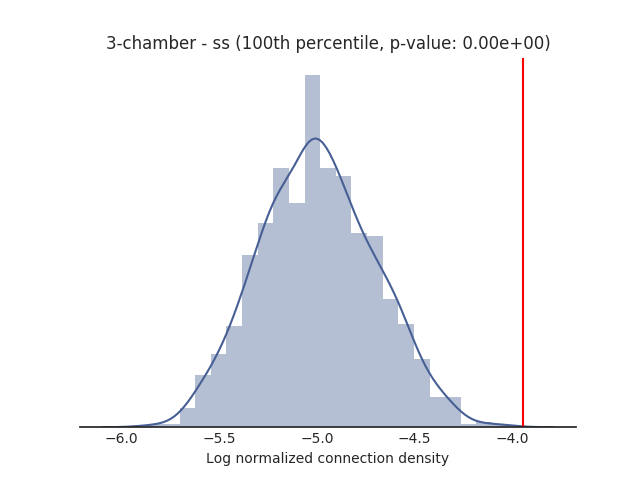 3-chamber - ss (100th percentile, p-value: 0.00e+00)
−6.0 −5.5 −5.0 −4.5 −4.0
Log normalized connection density